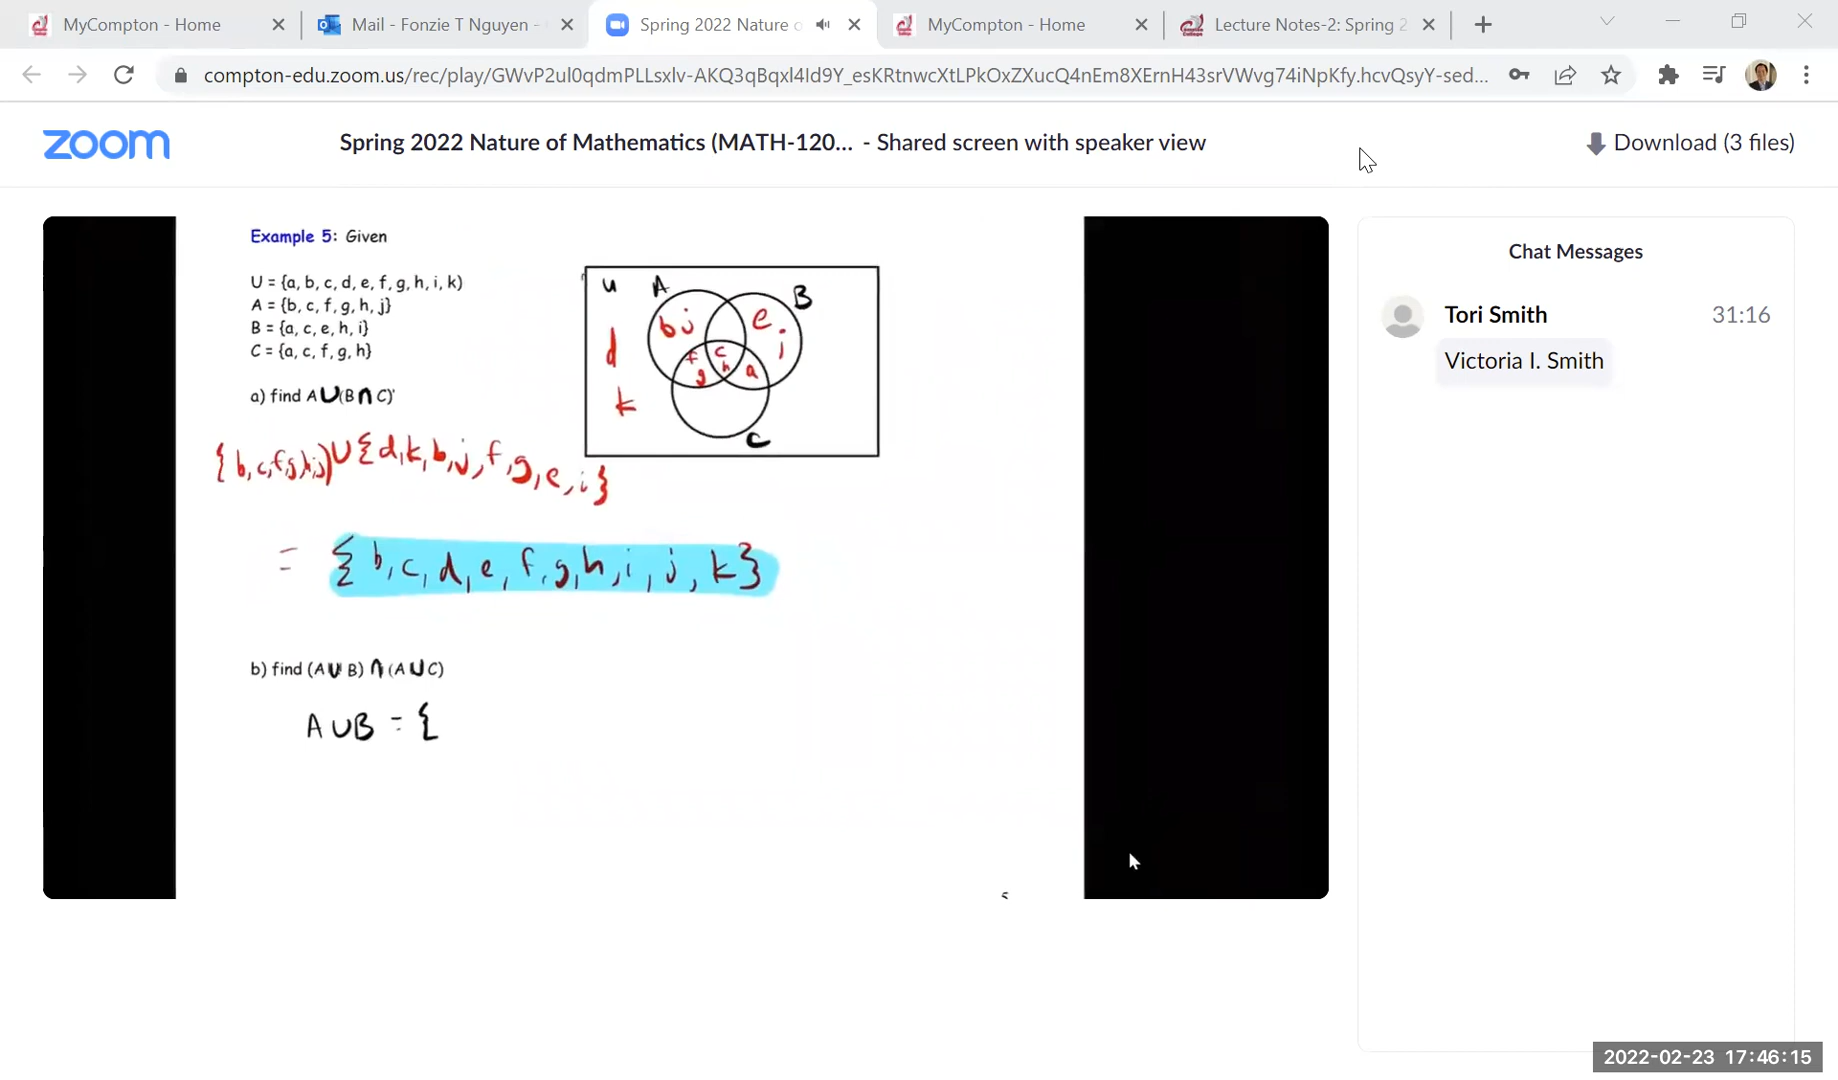 MyCompton - Home
Mail - Fonzie T Nguyen -
Spring 2022 Nature o
MyCompton - Home
Lecture Notes-2: Spring 2
compton-edu.zoom.us/rec/play/GWvP2ul0qdmPLLsxlv-AKQ3qBqxl4Id9Y_esKRtnwcXtLPkOxZXucQ4nEm8XErnH43srVWvg74iNpKfy.hcvQsyY-sed...
zoom
Spring 2022 Nature of Mathematics (MATH-120... - Shared screen with speaker view
Download (3 files)
Example 5: Given
U = {a, b, c, d, e, f, g, h, i, k)
A = {b, c, f, g, h, j}
B = {a, c, e, h, i}
C = {a, c, f, g, h}
a) find A∪(B∩C)'
U
A
B
b j
e
i
d
f
c
h
g
a
k
C
{b,c,f,g,h,j}∪{d,k,b,j,f,g,e,i}
= {b,c,d,e,f,g,h,i,j,k}
b) find (A∪B)∩(A∪C)
A∪B = {
Chat Messages
Tori Smith 31:16
Victoria I. Smith
2022-02-23 17:46:15